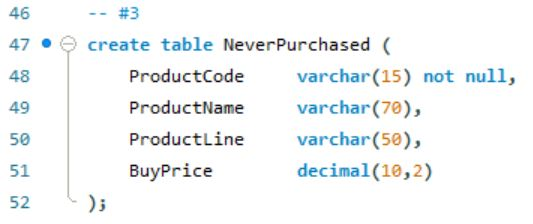 46 -- #3
47 create table NeverPurchased (
48 ProductCode varchar(15) not null,
49 ProductName varchar(70),
50 ProductLine varchar(50),
51 BuyPrice decimal(10,2)
52 );